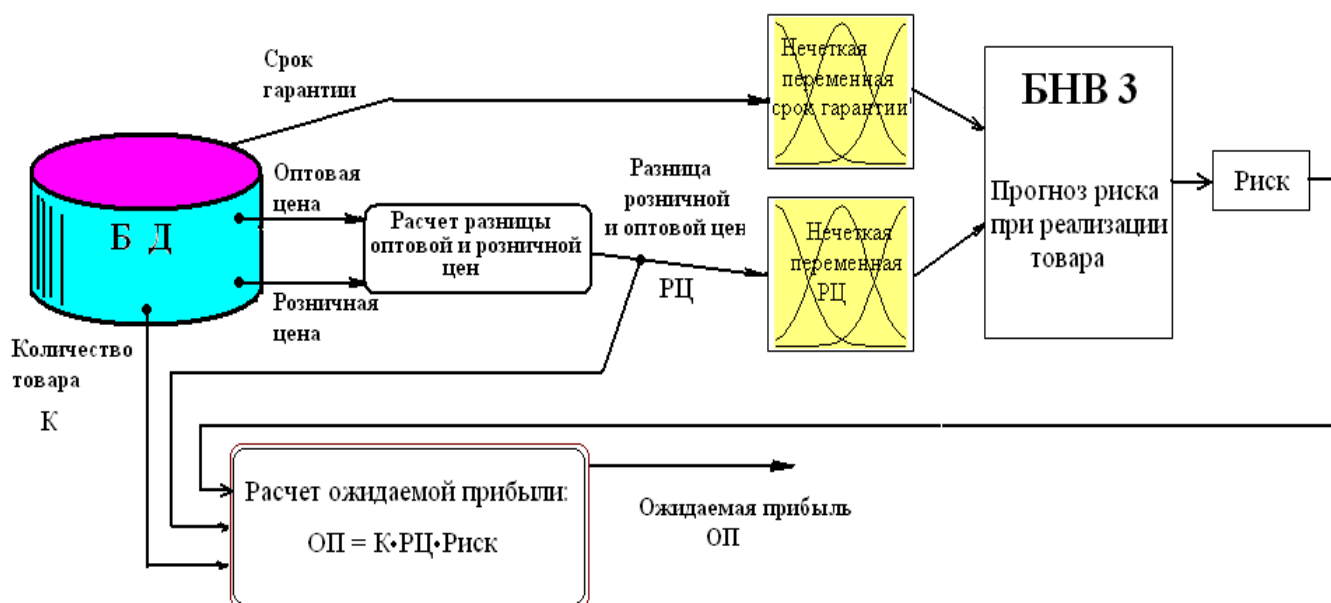 Срок
гарантии
Оптовая
цена
Б Д
Розничная
цена
Количество
товара
К
Расчет разницы
оптовой и розничной
цен
Разница
розничной
и оптовой цен
РЦ
Нечеткая
переменная
срок гарантии"
Нечеткая
переменная
РЦ
БНВ 3
Прогноз риска
при реализации
товара
Риск
Расчет ожидаемой прибыли:
ОП = К•РЦ•Риск
Ожидаемая прибыль
ОП